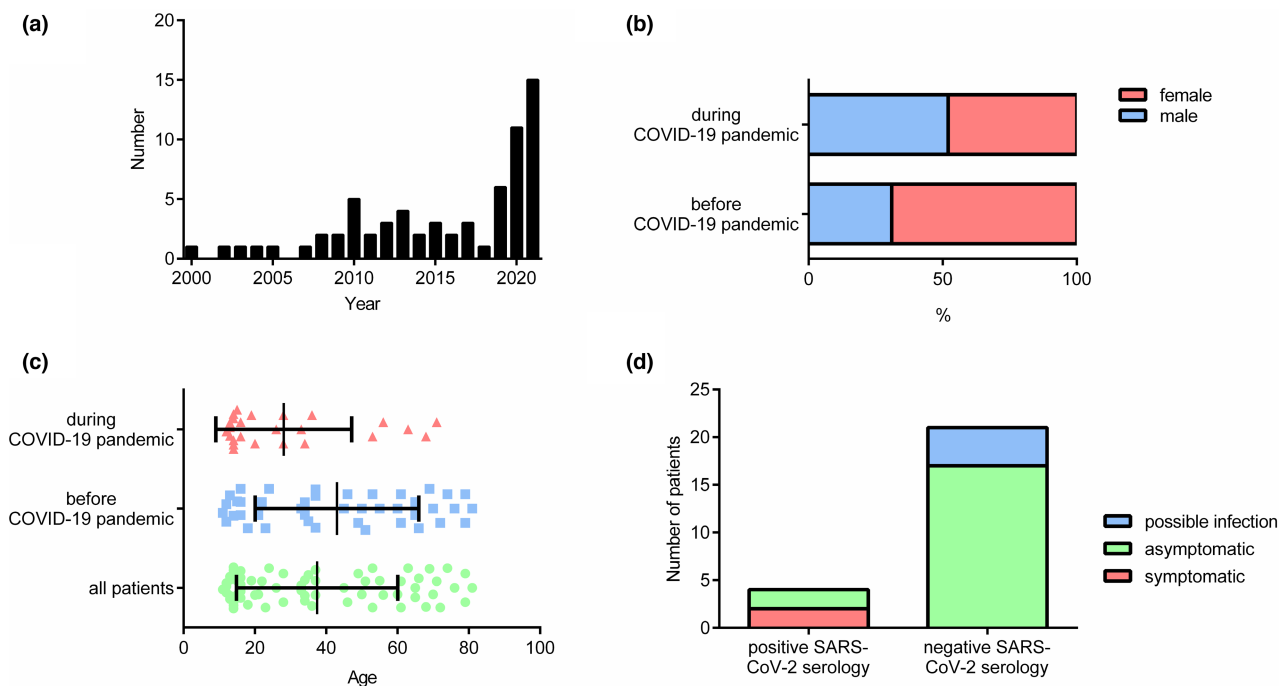 (a)
20
15
10
5
0
Number
2000
2005
2010
2015
2020
Year
(b)
during
COVID-19 pandemic
before
COVID-19 pandemic
0
50
100
%
female
male
(c)
during
COVID-19 pandemic
before
COVID-19 pandemic
all patients
0
20
40
60
80
100
Age
(d)
25
20
15
10
5
0
Number of patients
positive SARS-
CoV-2 serology
negative SARS-
CoV-2 serology
possible infection
asymptomatic
symptomatic